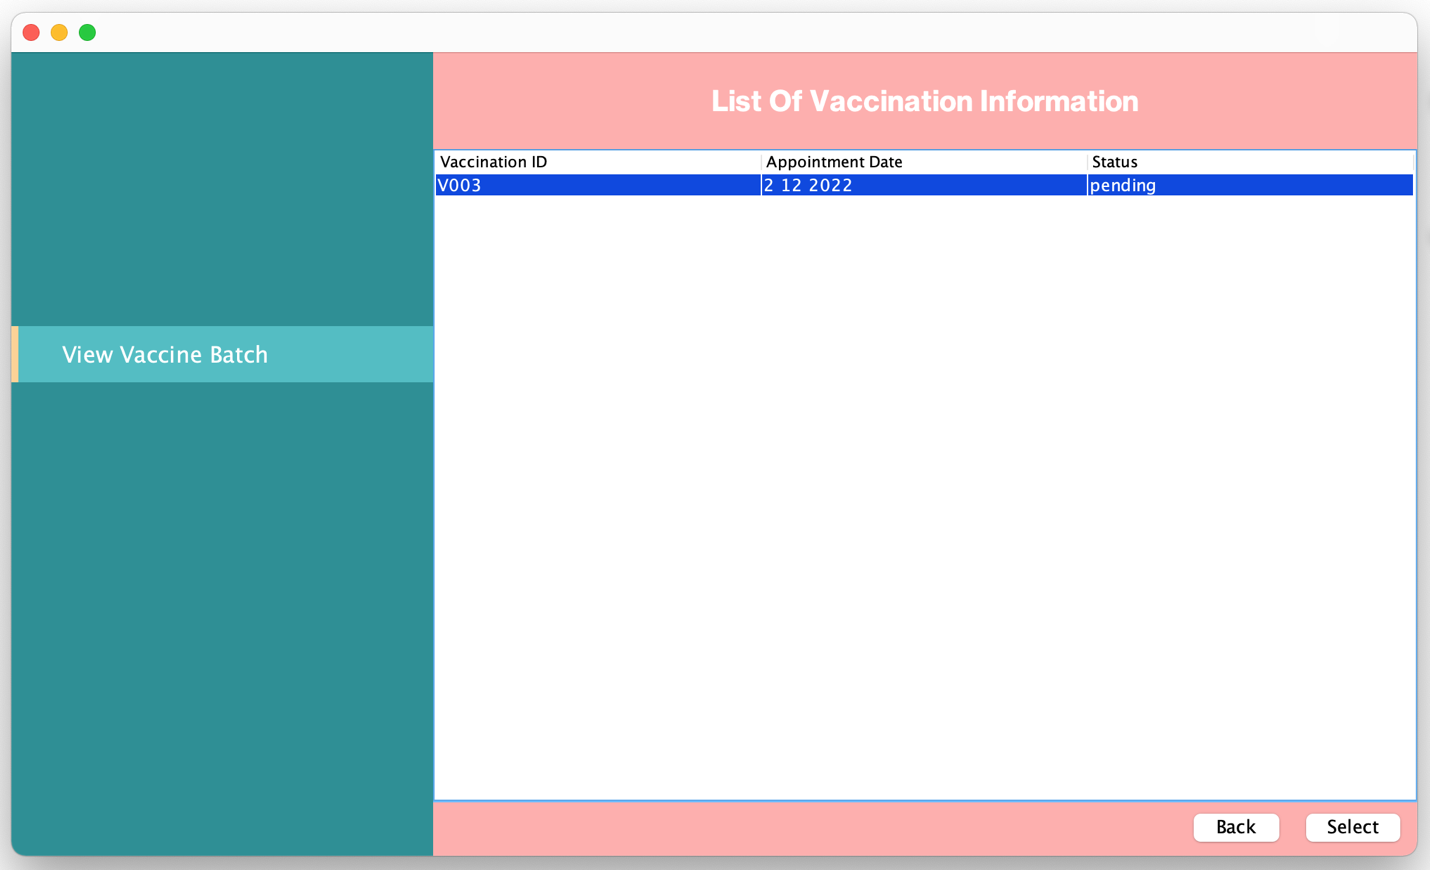 List Of Vaccination Information
Vaccination ID Appointment Date Status
V003 2 12 2022 pending
View Vaccine Batch
Back Select